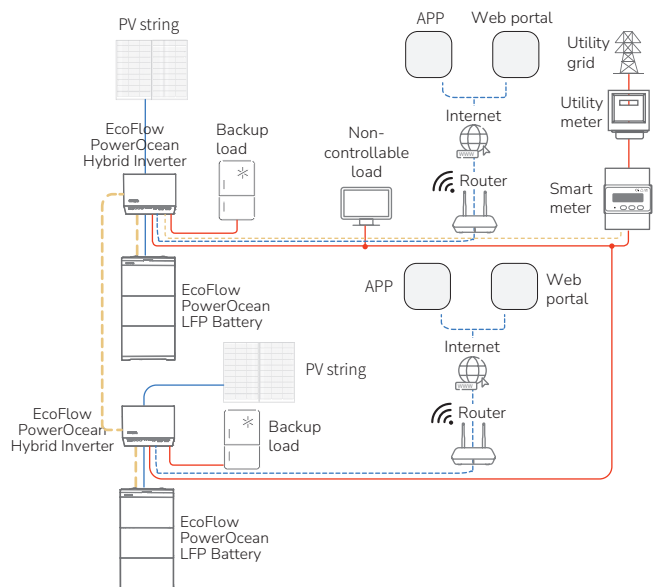 APP
Web portal
PV string
Utility
grid
Utility
meter
Internet
WWW
EcoFlow
PowerOcean
Hybrid Inverter
Backup
load
Non-
controllable
load
Router
Smart
meter
EcoFlow
PowerOcean
LFP Battery
APP
Web
portal
Internet
WWW
PV string
EcoFlow
PowerOcean
Hybrid Inverter
Backup
load
Router
EcoFlow
PowerOcean
LFP Battery